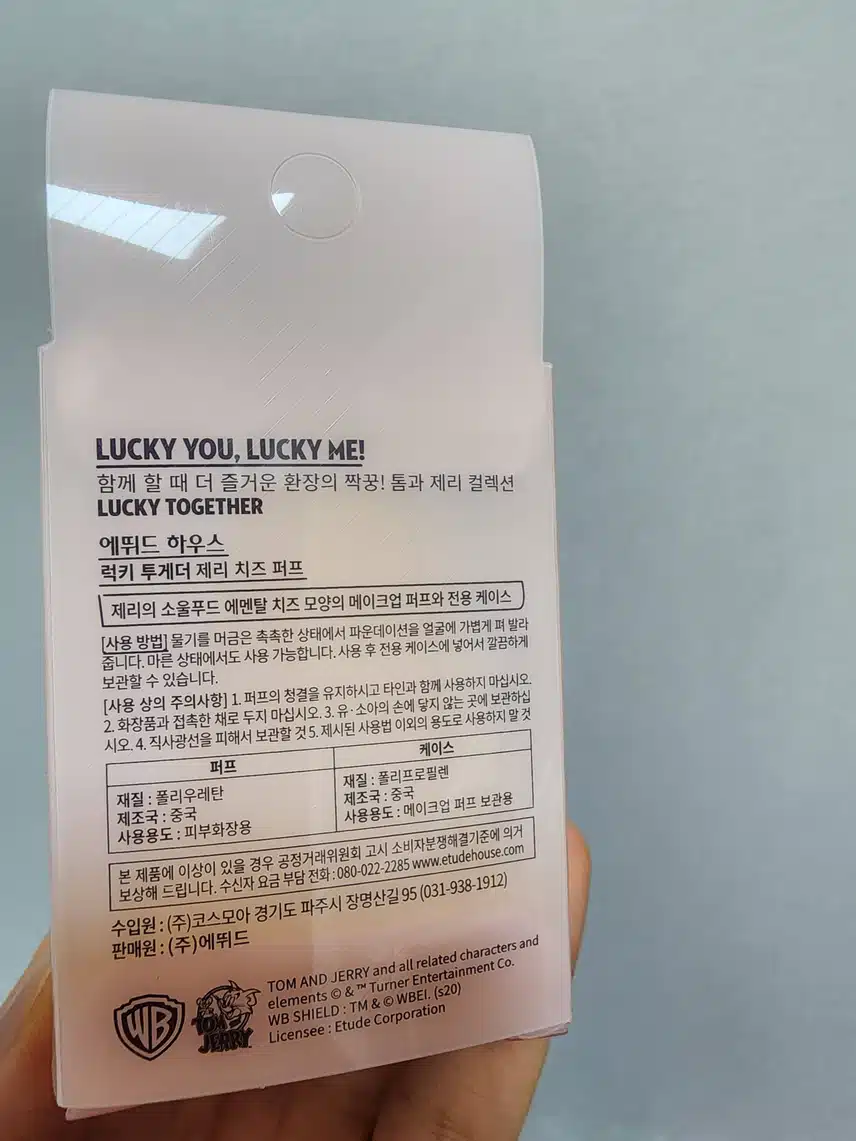 LUCKY YOU, LUCKY ME!
함께 할 때 더 즐거운 환장의 짝꿍! 톰과 제리 컬렉션
LUCKY TOGETHER
에뛰드 하우스
럭키 투게더 제리 치즈 퍼프
제리의 소울푸드 에멘탈 치즈 모양의 메이크업 퍼프와 전용 케이스
[사용 방법] 물기를 머금은 촉촉한 상태에서 파운데이션을 얼굴에 가볍게 펴 발라
줍니다. 마른 상태에서도 사용 가능합니다. 사용 후 전용 케이스에 넣어서 깔끔하게
보관할 수 있습니다.
[사용 상의 주의사항] 1. 퍼프의 청결을 유지하시고 타인과 함께 사용하지 마십시오.
2. 화장품과 접촉한 채로 두지 마십시오. 3. 유·소아의 손에 닿지 않는 곳에 보관하십
시오. 4. 직사광선을 피해서 보관할 것 5. 제시된 사용법 이외의 용도로 사용하지 말 것
퍼프
재질 : 폴리우레탄
제조국 : 중국
사용용도 : 피부화장용
케이스
재질 : 폴리프로필렌
제조국 : 중국
사용용도 : 메이크업 퍼프 보관용
본 제품에 이상이 있을 경우 공정거래위원회 고시 소비자분쟁해결기준에 의거
보상해 드립니다. 수신자 요금 부담 전화 : 080-022-2285 www.etudehouse.com
수입원 : (주)코스모아 경기도 파주시 장명산길 95 (031-938-1912)
판매원 : (주)에뛰드
WB
TOM AND JERRY
TOM AND JERRY and all related characters and
elements © & ™ Turner Entertainment Co.
WB SHIELD : TM & © WBEI. (s20)
Licensee : Etude Corporation